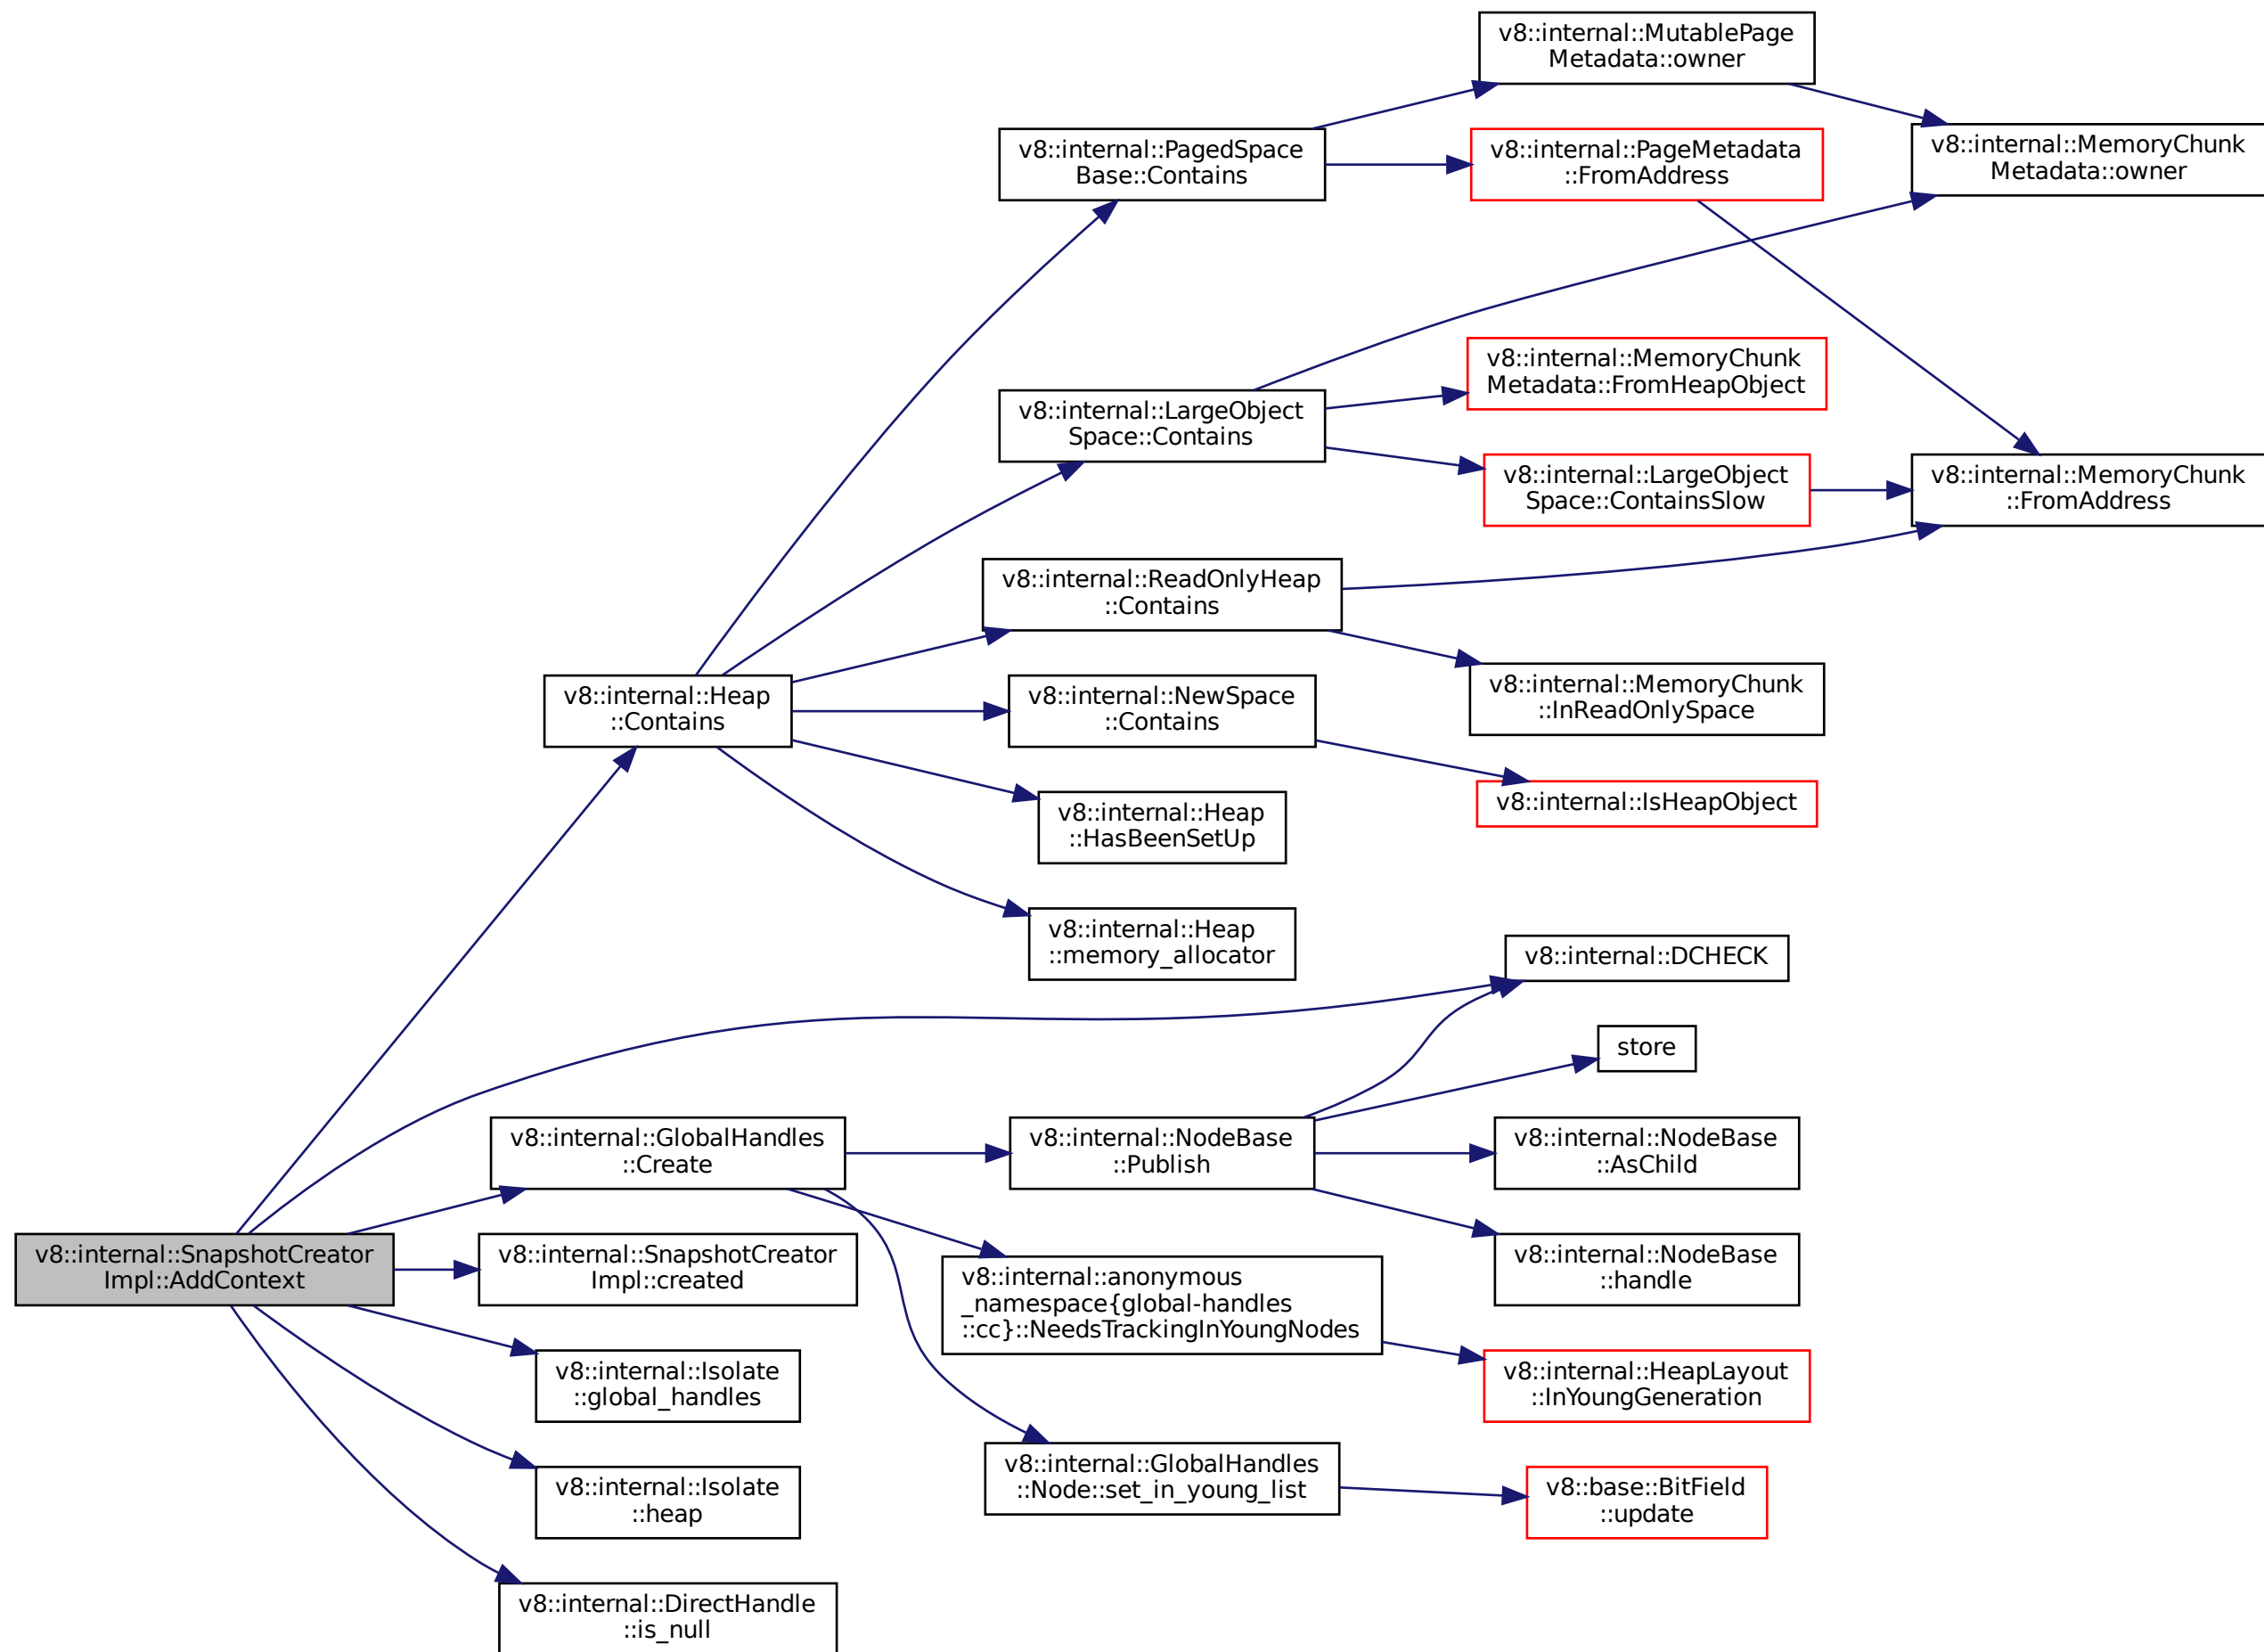 v8::internal::MutablePage
Metadata::owner
v8::internal::PagedSpace
Base::Contains
v8::internal::PageMetadata
::FromAddress
v8::internal::MemoryChunk
Metadata::owner
v8::internal::MemoryChunk
Metadata::FromHeapObject
v8::internal::LargeObject
Space::Contains
v8::internal::LargeObject
Space::ContainsSlow
v8::internal::MemoryChunk
::FromAddress
v8::internal::ReadOnlyHeap
::Contains
v8::internal::Heap
::Contains
v8::internal::NewSpace
::Contains
v8::internal::MemoryChunk
::InReadOnlySpace
v8::internal::IsHeapObject
v8::internal::Heap
::HasBeenSetUp
v8::internal::Heap
::memory_allocator
v8::internal::DCHECK
store
v8::internal::GlobalHandles
::Create
v8::internal::NodeBase
::Publish
v8::internal::NodeBase
::AsChild
v8::internal::SnapshotCreator
Impl::AddContext
v8::internal::SnapshotCreator
Impl::created
v8::internal::NodeBase
::handle
v8::internal::anonymous
_namespace{global-handles
::cc}::NeedsTrackingInYoungNodes
v8::internal::Isolate
::global_handles
v8::internal::HeapLayout
::InYoungGeneration
v8::internal::GlobalHandles
::Node::set_in_young_list
v8::internal::Isolate
::heap
v8::base::BitField
::update
v8::internal::DirectHandle
::is_null